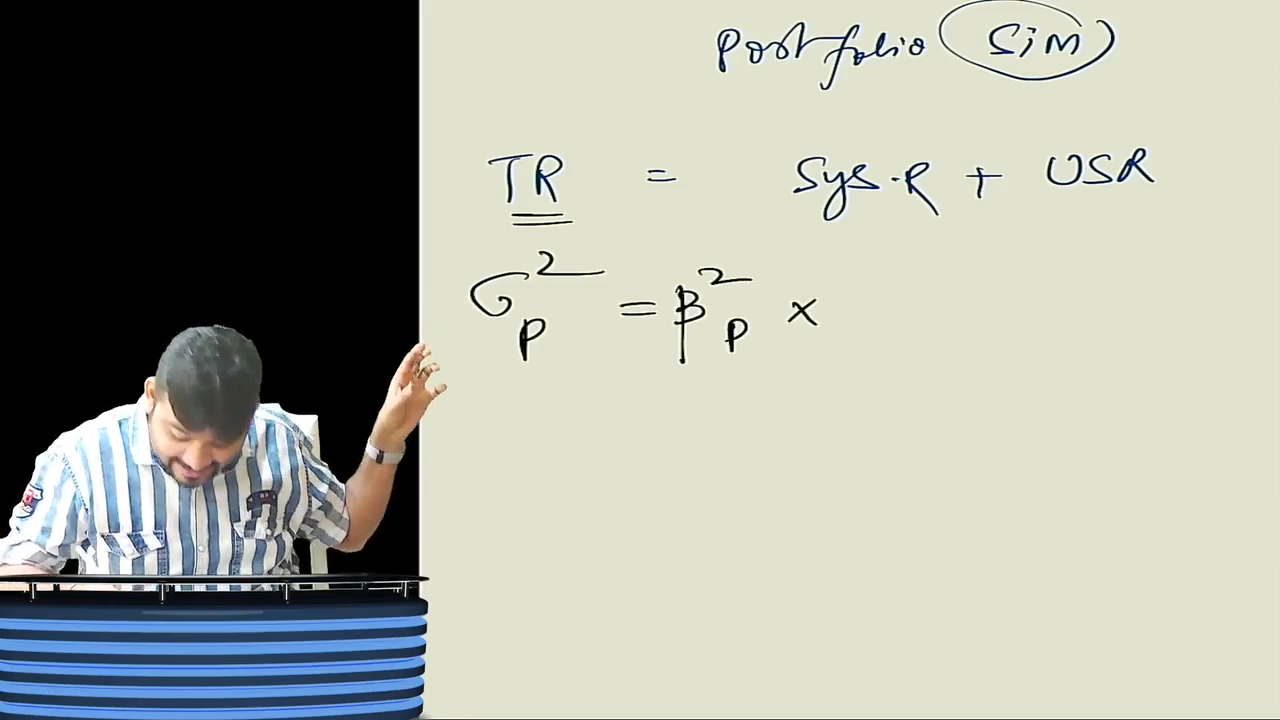 Portfolio SIM
TR = Sys.R + USR
σ²p = β²p ×